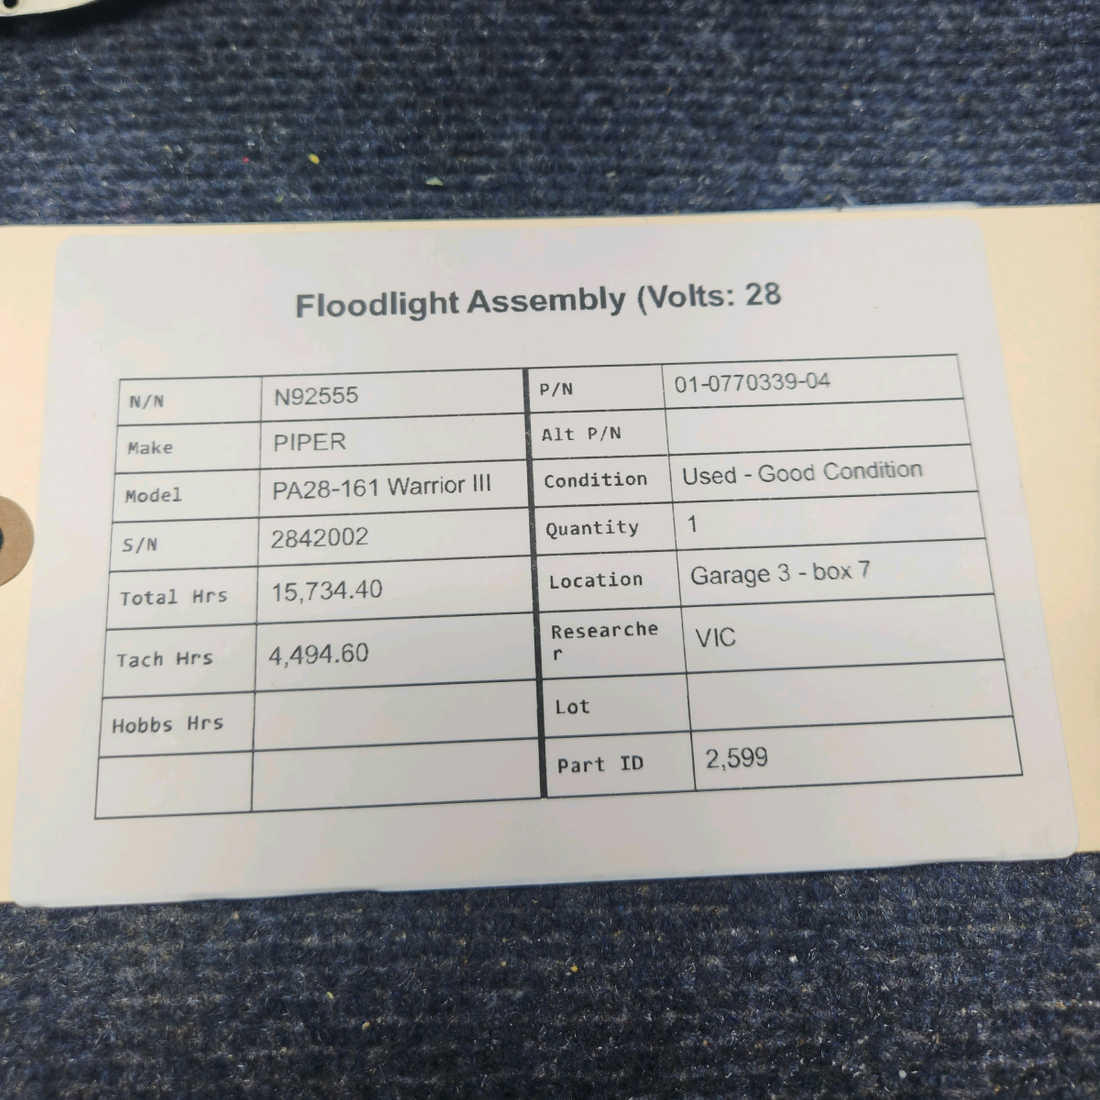 Floodlight Assembly (Volts: 28
N/N N92555 P/N 01-0770339-04
Make PIPER Alt P/N
Model PA28-161 Warrior III Condition Used - Good Condition
S/N 2842002 Quantity 1
Total Hrs 15,734.40 Location Garage 3 - box 7
Tach Hrs 4,494.60 Researche
r VIC
Hobbs Hrs Lot
Part ID 2,599